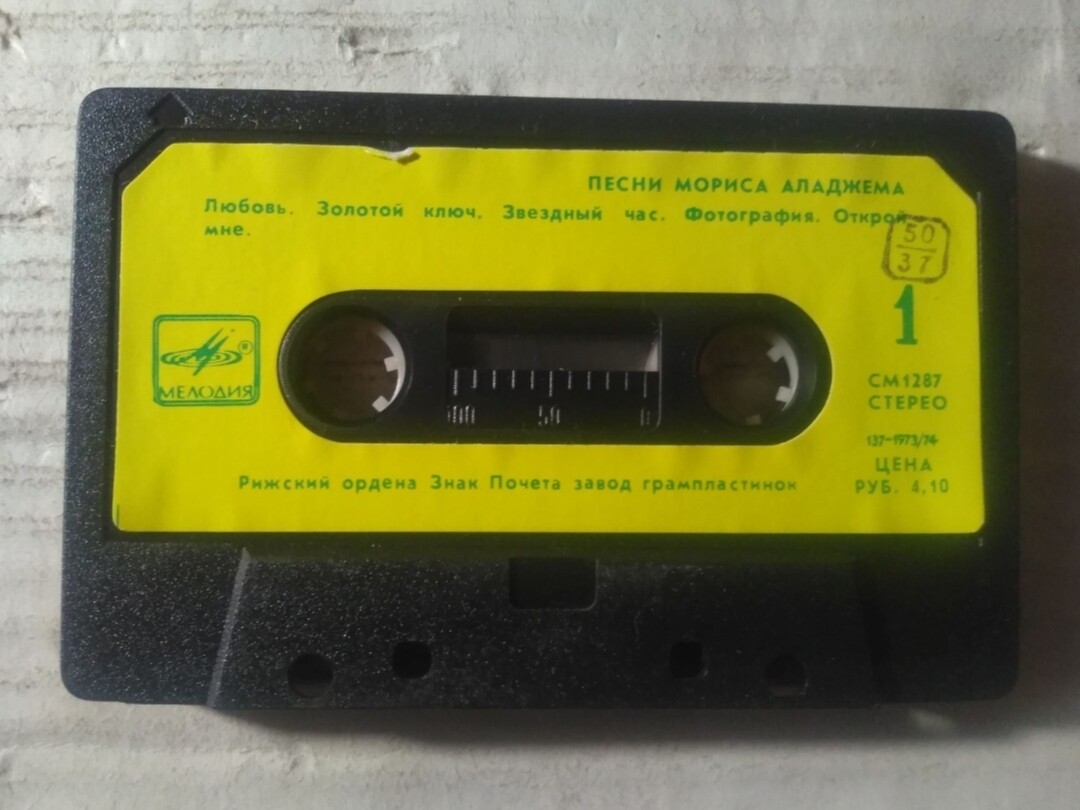 ПЕСНИ МОРИСА АЛАДЖЕМА
Любовь. Золотой ключ. Звездный час. Фотография. Открой
мне.
50
37
1
® МЕЛОДИЯ
СМ1287
СТЕРЕО
137-1973/74
ЦЕНА
РУБ. 4,10
Рижский ордена Знак Почета завод грампластинок